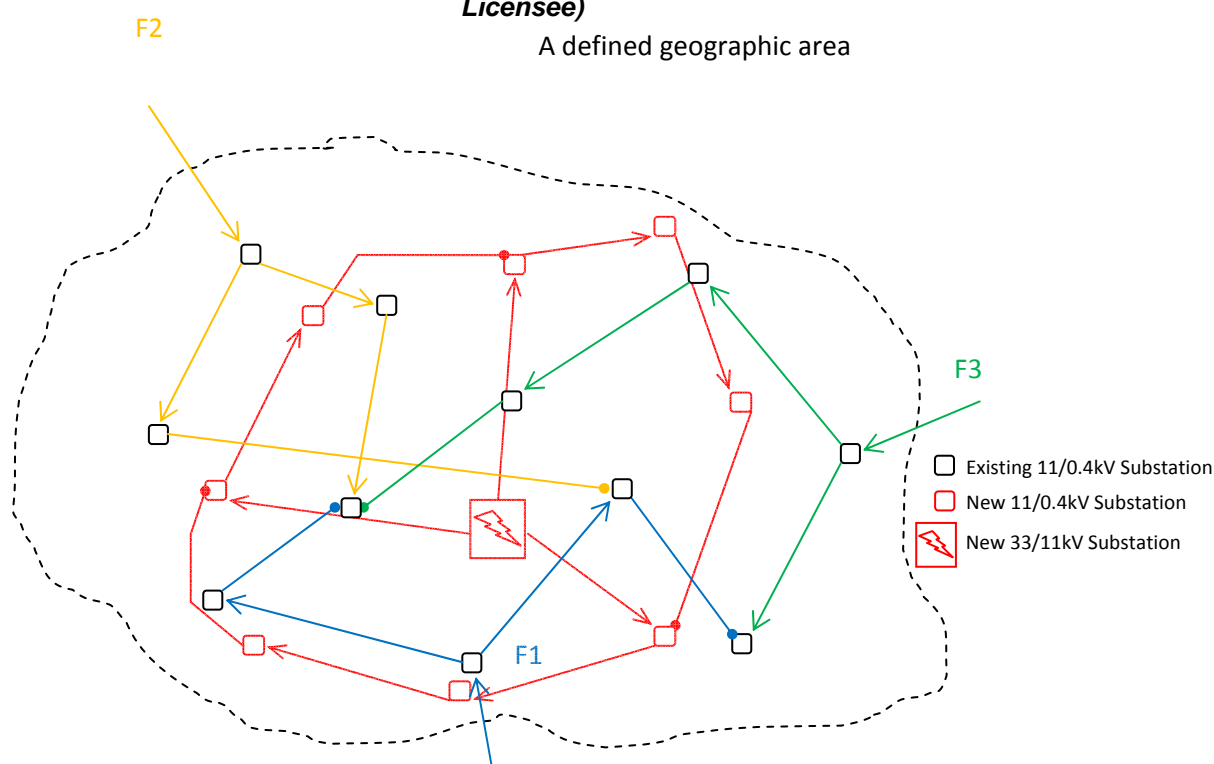 Licensee)
F2
A defined geographic area
F3
Existing 11/0.4kV Substation
New 11/0.4kV Substation
New 33/11kV Substation
F1